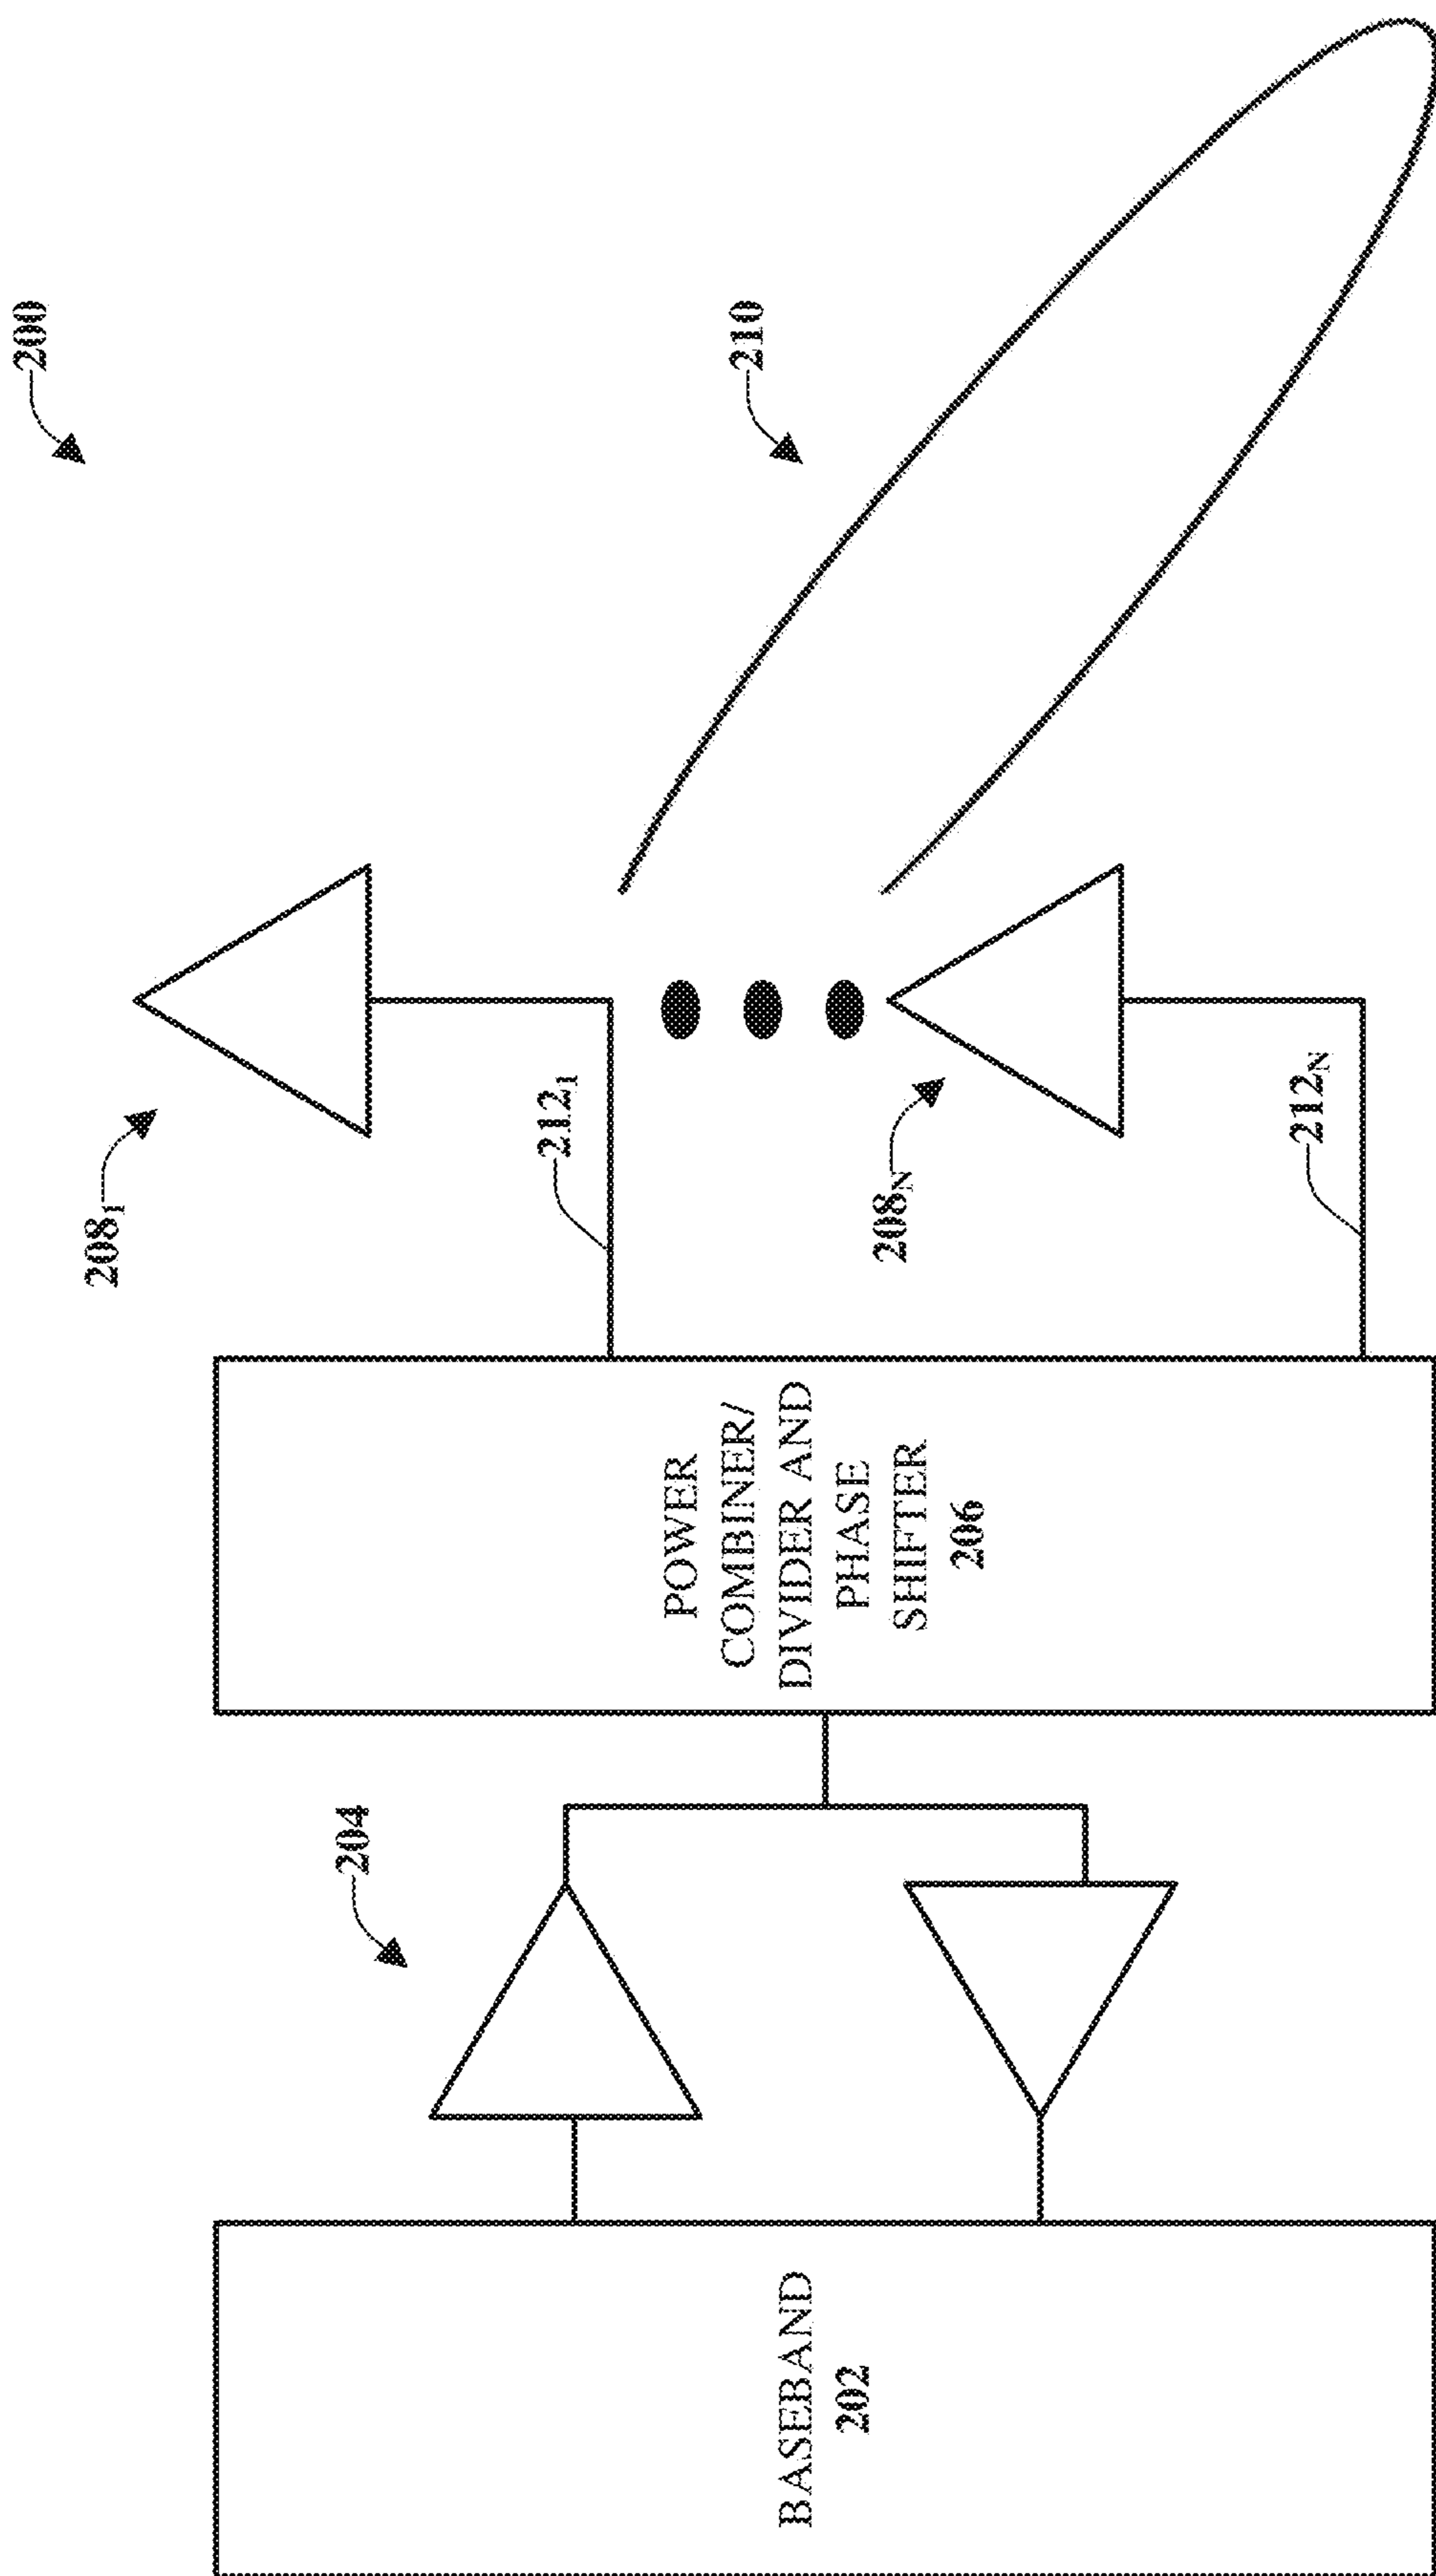 200
208₁
204
212₁
210
BASEBAND
202
POWER
COMBINER/
DIVIDER AND
PHASE
SHIFTER
206
208N
212N